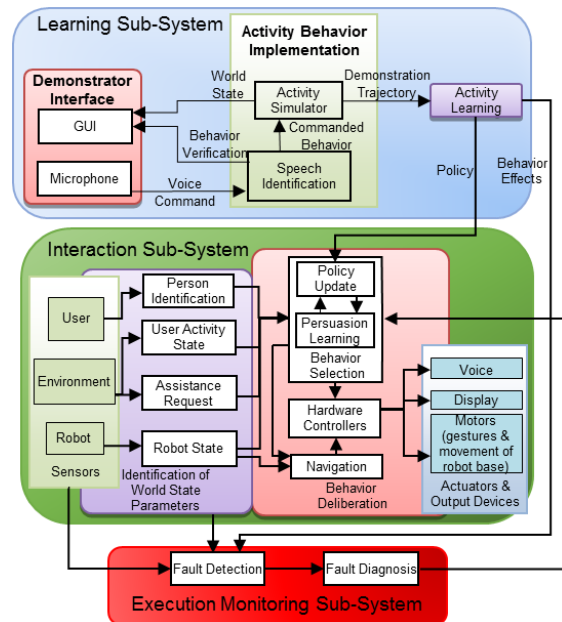 Learning Sub-System
Activity Behavior
Implementation
Demonstrator
Interface
GUI
Microphone
World
State
Activity
Simulator
Demonstration
Trajectory
Activity
Learning
Behavior
Verification
Commanded
Behavior
Speech
Identification
Voice
Command
Policy
Behavior
Effects
Interaction Sub-System
User
Environment
Robot
Sensors
Person
Identification
User Activity
State
Assistance
Request
Robot State
Identification of
World State
Parameters
Policy
Update
Persuasion
Learning
Behavior
Selection
Hardware
Controllers
Navigation
Behavior
Deliberation
Voice
Display
Motors
(gestures &
movement of
robot base)
Actuators &
Output Devices
Fault Detection
Fault Diagnosis
Execution Monitoring Sub-System